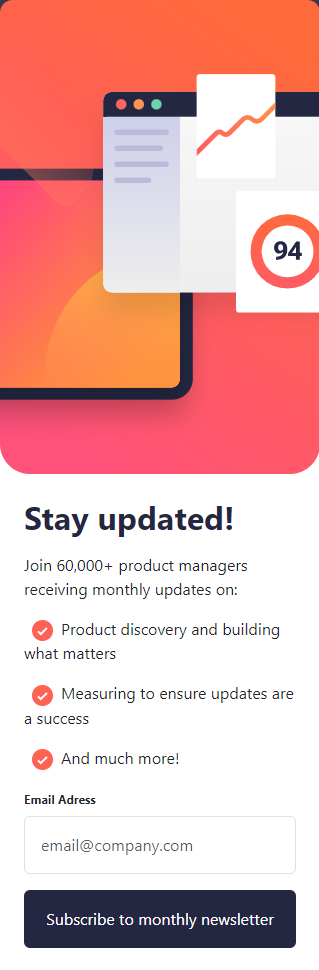 94
Stay updated!
Join 60,000+ product managers
receiving monthly updates on:
Product discovery and building
what matters
Measuring to ensure updates are
a success
And much more!
Email Adress
email@company.com
Subscribe to monthly newsletter